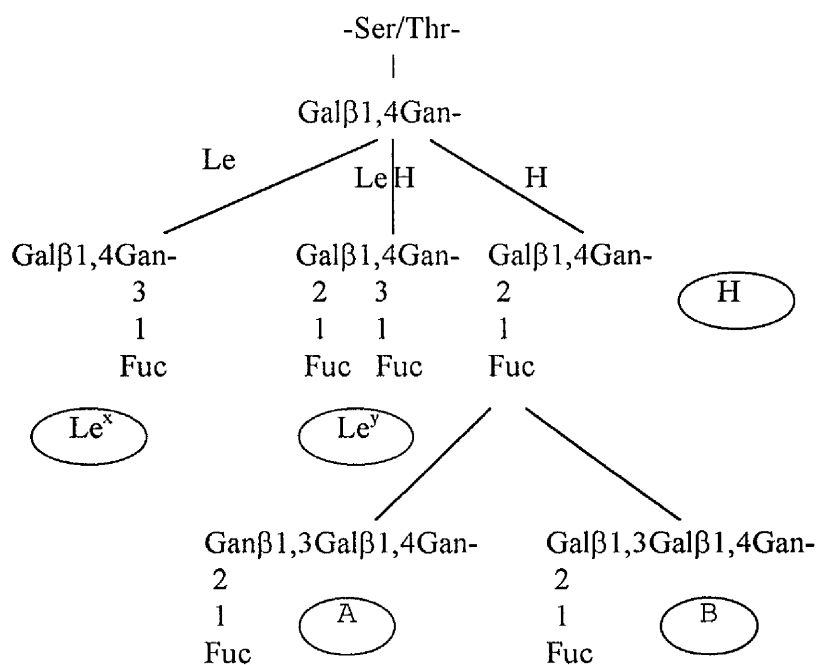 -Ser/Thr-
Galβ1,4Gan-
Le
Le H
H
Galβ1,4Gan-
3
1
Fuc
Le^x
Galβ1,4Gan-
2 3
1 1
Fuc Fuc
Le^y
Galβ1,4Gan-
2
1
Fuc
H
Ganβ1,3Galβ1,4Gan-
2
1
Fuc
A
Galβ1,3Galβ1,4Gan-
2
1
Fuc
B